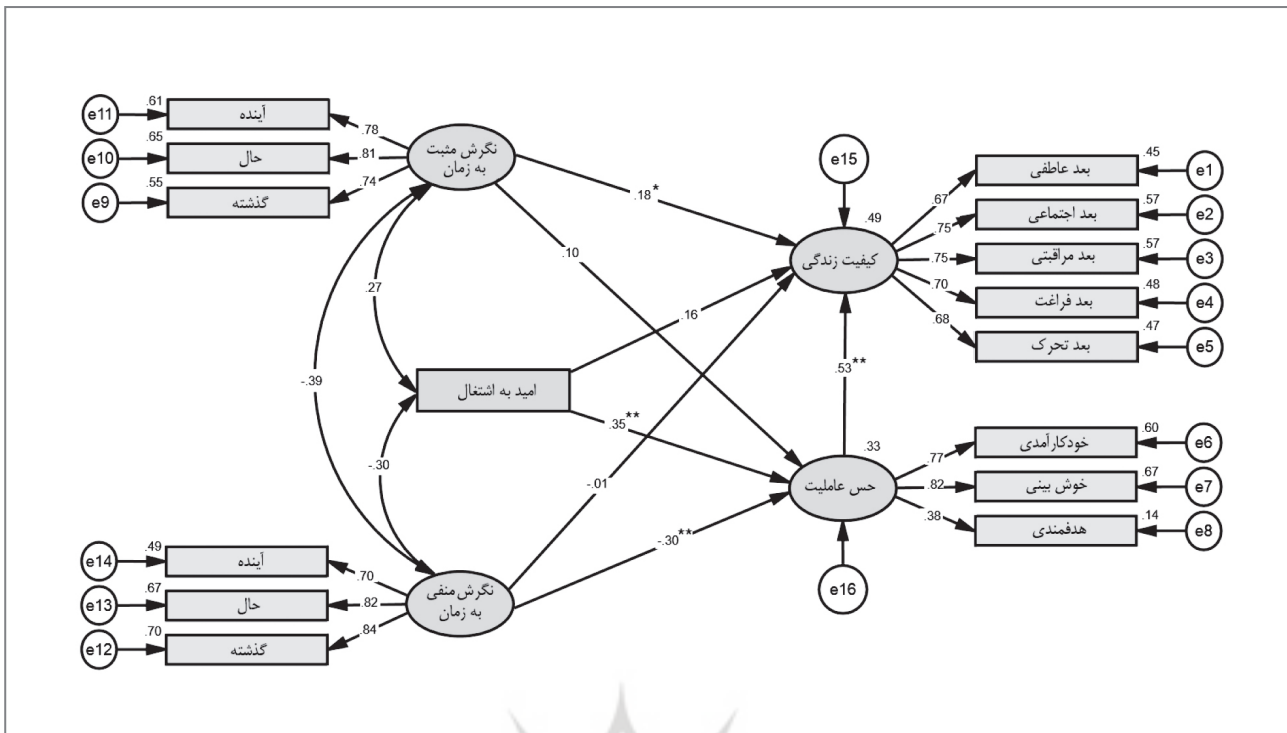 e11
.61
آینده
.78
e10
.65
حال
.81
e9
.55
گذشته
.74
نگرش مثبت
به زمان
.18*
.10
.27
-.39
-.30
امید به اشتغال
.16
.35**
-.01
-.30**
e14
.49
آینده
.70
e13
.67
حال
.82
e12
.70
گذشته
.84
نگرش منفی
به زمان
e15
.49
کیفیت زندگی
.53**
.33
حس عاملیت
e16
.67
بعد عاطفی
.45
e1
.75
بعد اجتماعی
.57
e2
.75
بعد مراقبتی
.57
e3
.70
بعد فراغت
.48
e4
.68
بعد تحرک
.47
e5
.77
خودکارآمدی
.60
e6
.82
خوش بینی
.67
e7
.38
هدفمندی
.14
e8